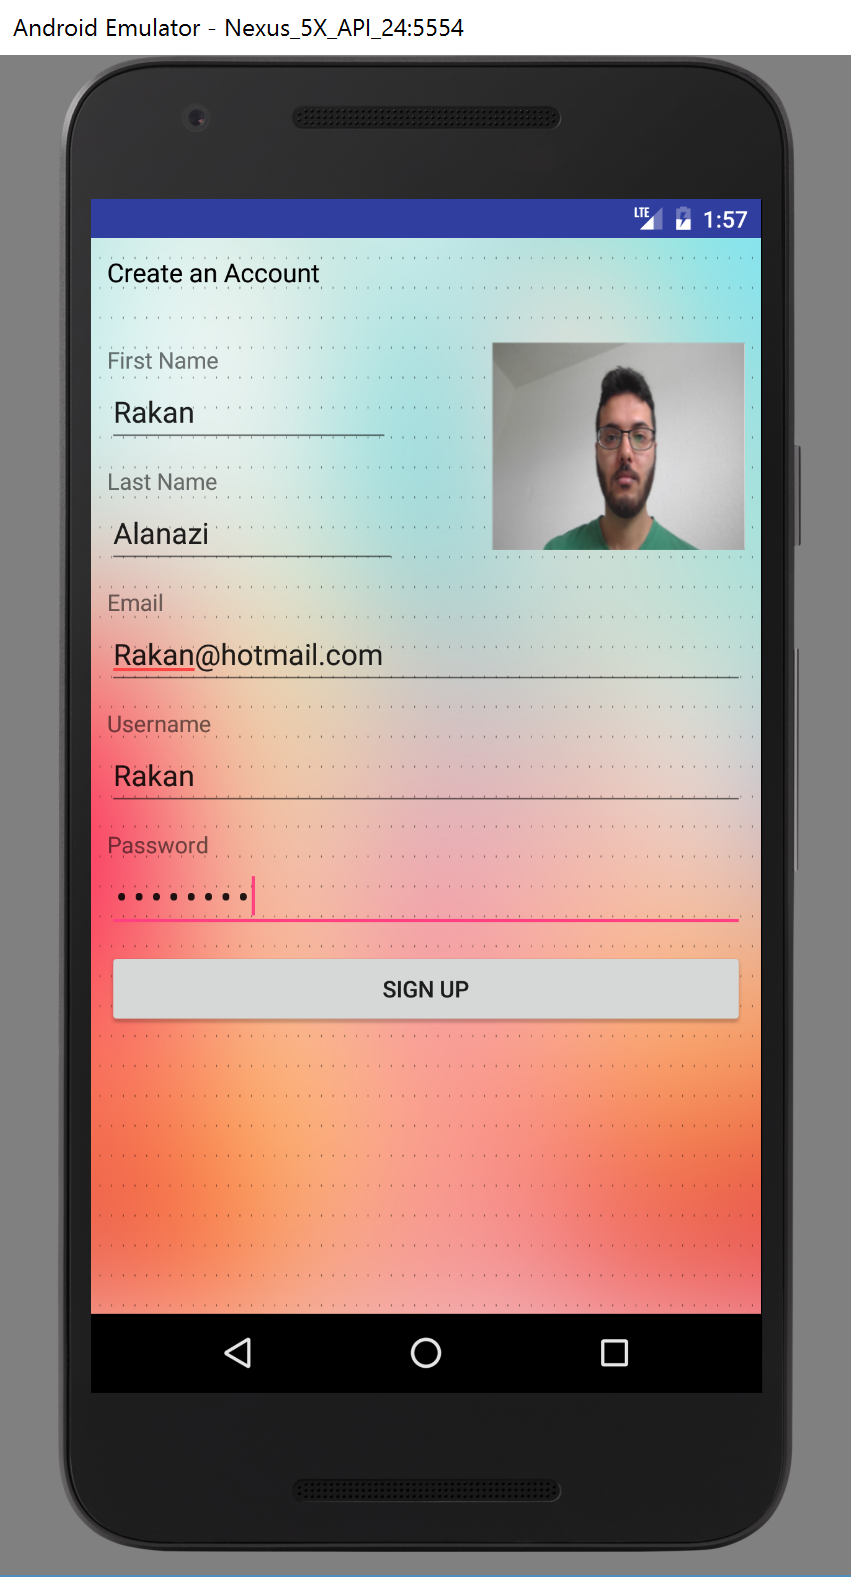 Android Emulator - Nexus_5X_API_24:5554
LTE 1:57
Create an Account
First Name
Rakan
Last Name
Alanazi
Email
Rakan@hotmail.com
Username
Rakan
Password
••••••••
SIGN UP